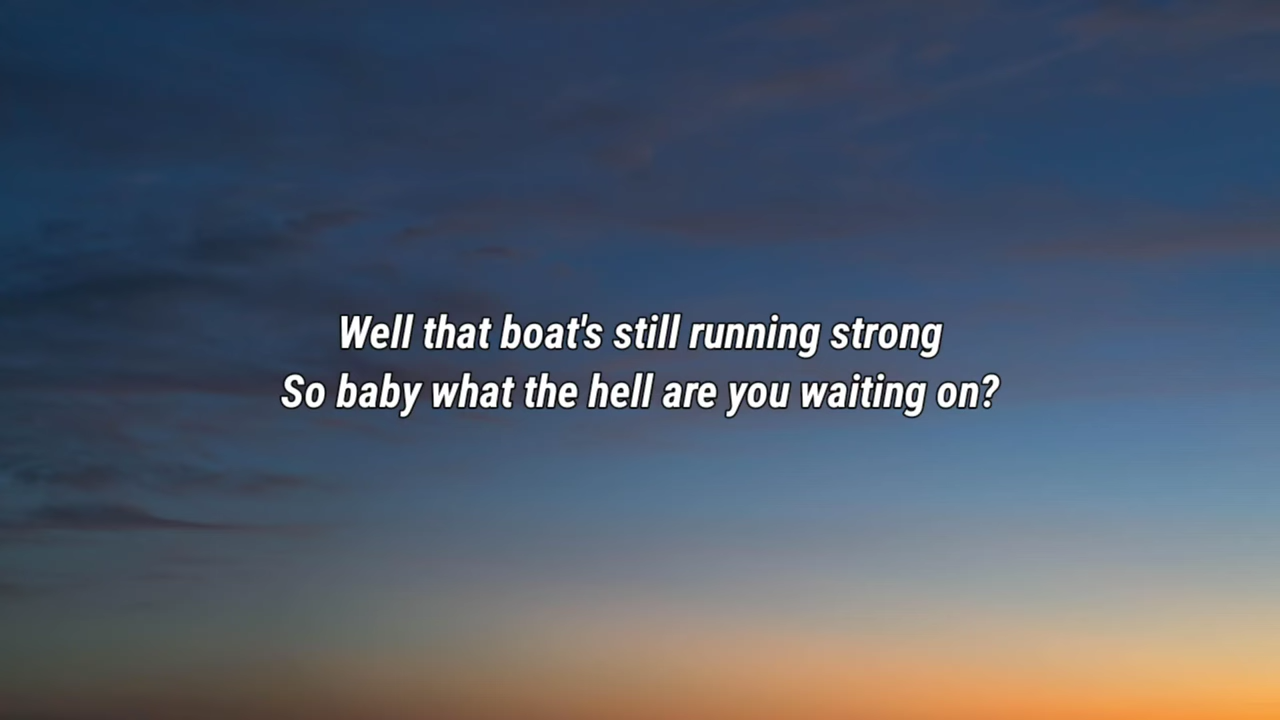 Well that boat's still running strong
So baby what the hell are you waiting on?